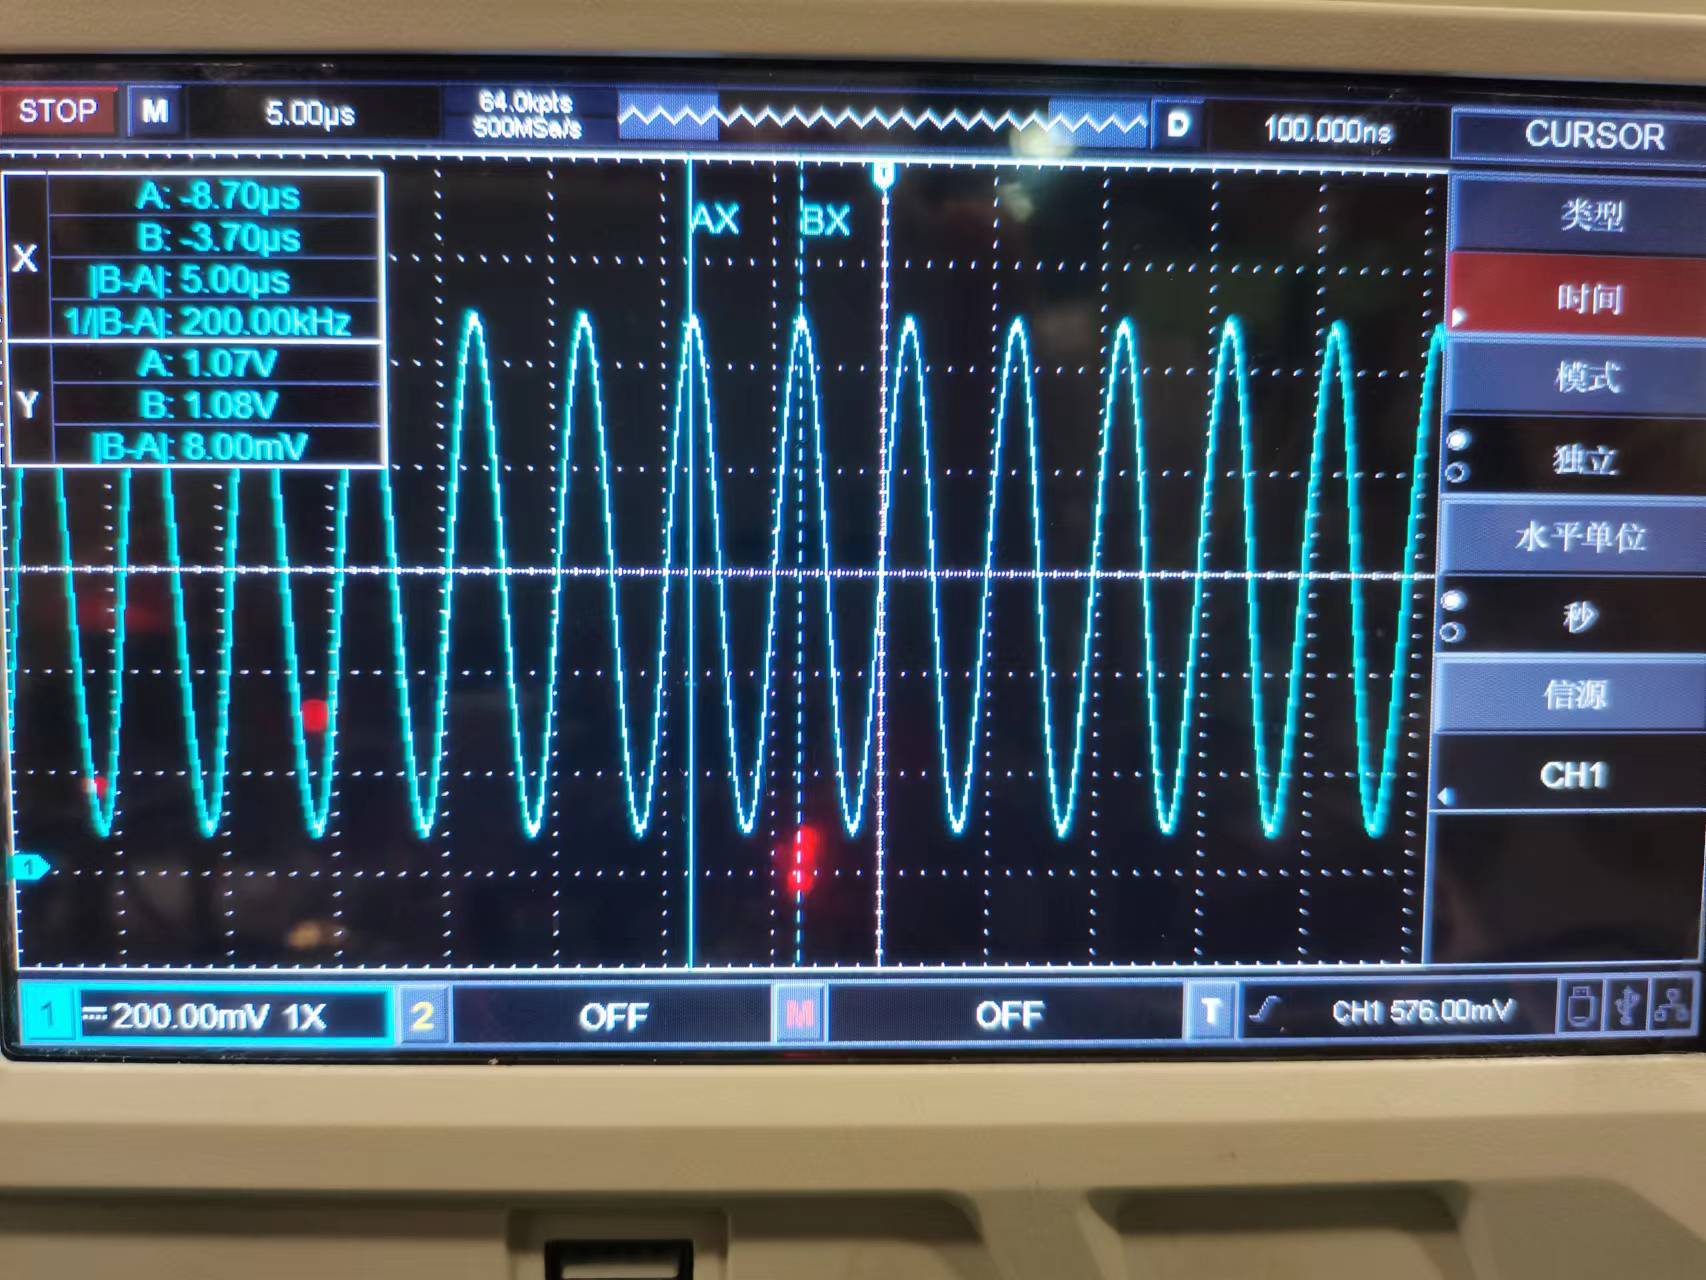 STOP M 5.00µs 64.0kpts D 100.000ns CURSOR
500MSa/s
X
A: -8.70µs
B: -3.70µs
|B-A|: 5.00µs
1/|B-A|: 200.00kHz
Y
A: 1.07V
B: 1.08V
|B-A|: 8.00mV
AX BX
T
1
类型
时间
模式
独立
水平单位
秒
信源
CH1
1 200.00mV 1X 2 OFF M OFF T CH1 576.00mV